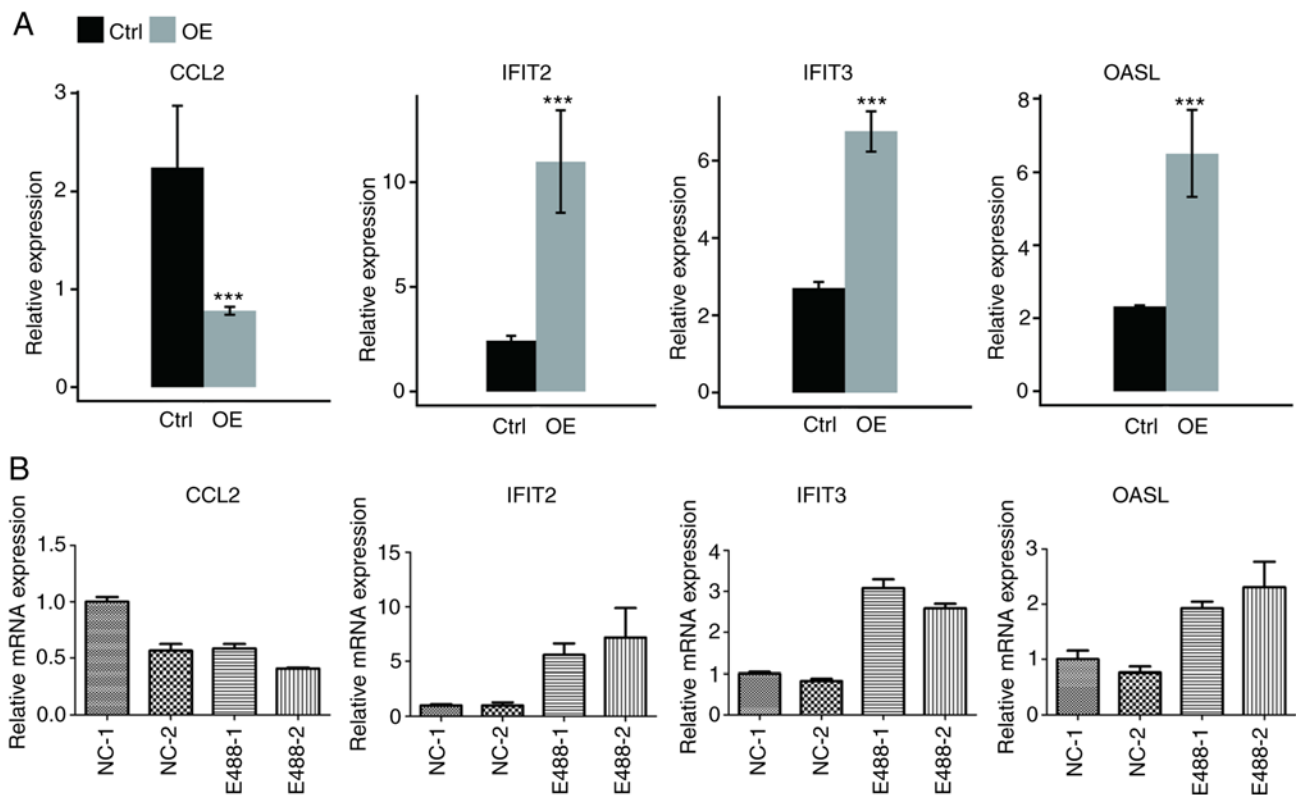 A
Ctrl OE
CCL2
Relative expression
3
2
1
0
***
Ctrl OE
IFIT2
Relative expression
10
5
0
***
Ctrl OE
IFIT3
Relative expression
6
4
2
0
***
Ctrl OE
OASL
Relative expression
8
6
4
2
0
***
Ctrl OE
B
CCL2
Relative mRNA expression
1.5
1.0
0.5
0.0
NC-1
NC-2
E488-1
E488-2
IFIT2
Relative mRNA expression
15
10
5
0
NC-1
NC-2
E488-1
E488-2
IFIT3
Relative mRNA expression
4
3
2
1
0
NC-1
NC-2
E488-1
E488-2
OASL
Relative mRNA expression
3
2
1
0
NC-1
NC-2
E488-1
E488-2